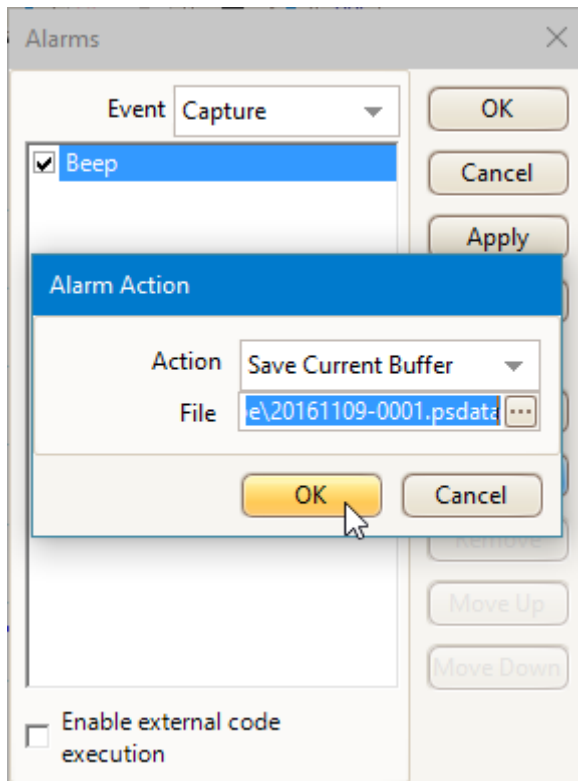 Alarms
Event Capture
OK
Beep
Cancel
Apply
Alarm Action
Action Save Current Buffer
File e\20161109-0001.psdata ...
OK Cancel
Remove
Move Up
Move Down
Enable external code
execution